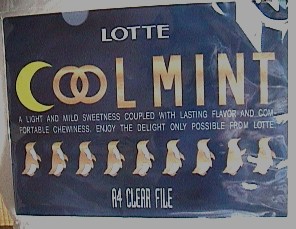 LOTTE
COOL MINT
A LIGHT AND MILD SWEETNESS COUPLED WITH LASTING FLAVOR AND COM-
FORTABLE CHEWINESS. ENJOY THE DELIGHT ONLY POSSIBLE FROM LOTTE.
A4 CLEAR FILE